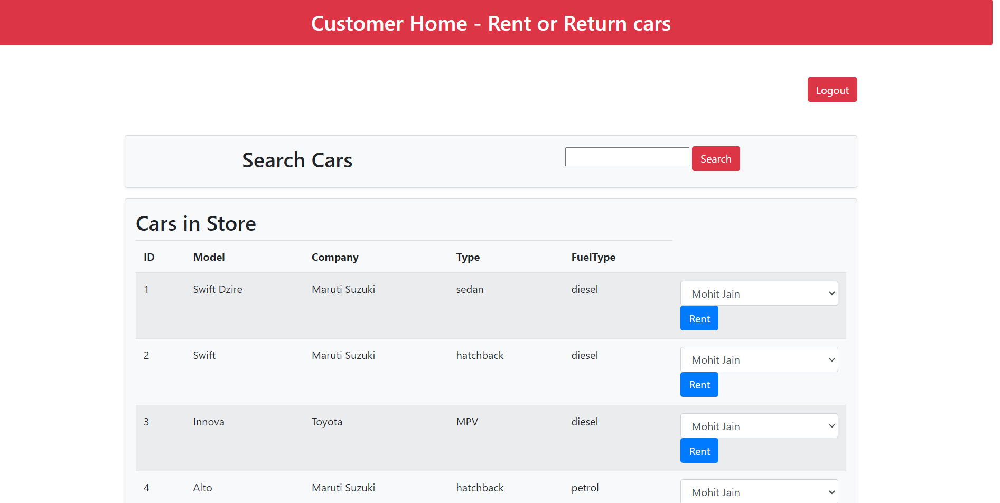 Customer Home - Rent or Return cars
Logout
Search Cars
Search
Cars in Store
ID Model Company Type FuelType
1 Swift Dzire Maruti Suzuki sedan diesel Mohit Jain
Rent
2 Swift Maruti Suzuki hatchback diesel Mohit Jain
Rent
3 Innova Toyota MPV diesel Mohit Jain
Rent
4 Alto Maruti Suzuki hatchback petrol Mohit Jain